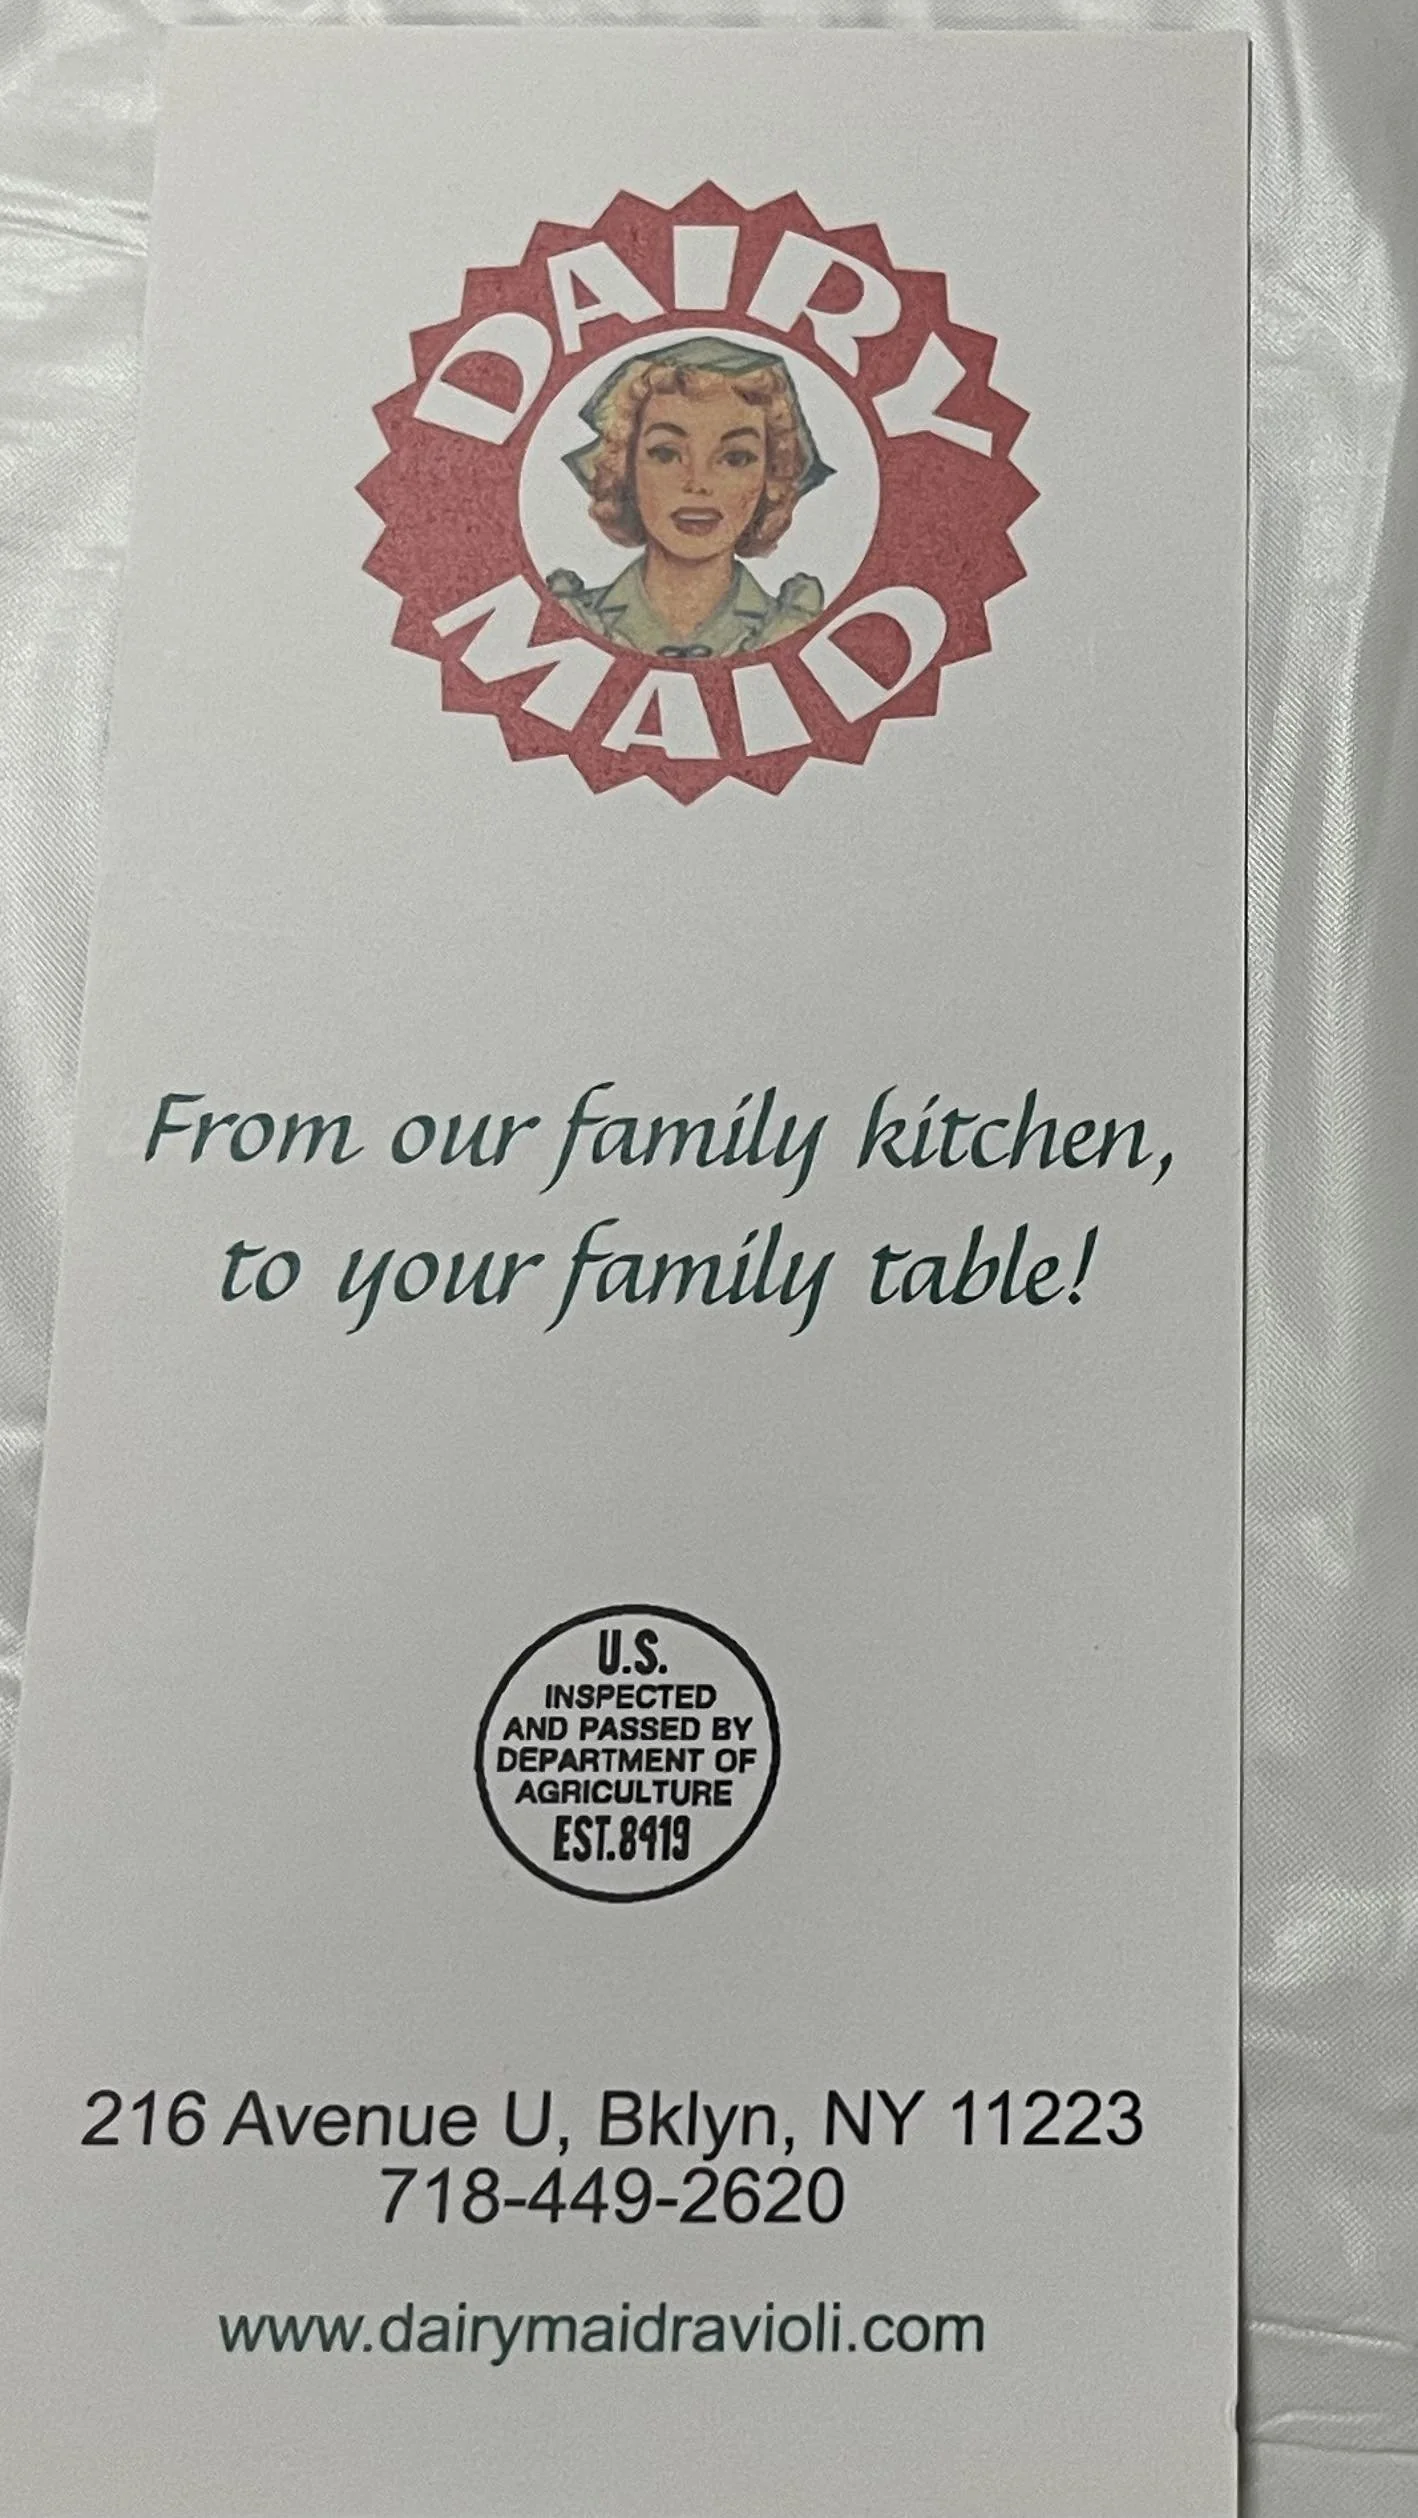 DAIRY
MAID
From our family kitchen,
to your family table!
U.S.
INSPECTED
AND PASSED BY
DEPARTMENT OF
AGRICULTURE
EST.8419
216 Avenue U, Bklyn, NY 11223
718-449-2620
www.dairymaidravioli.com